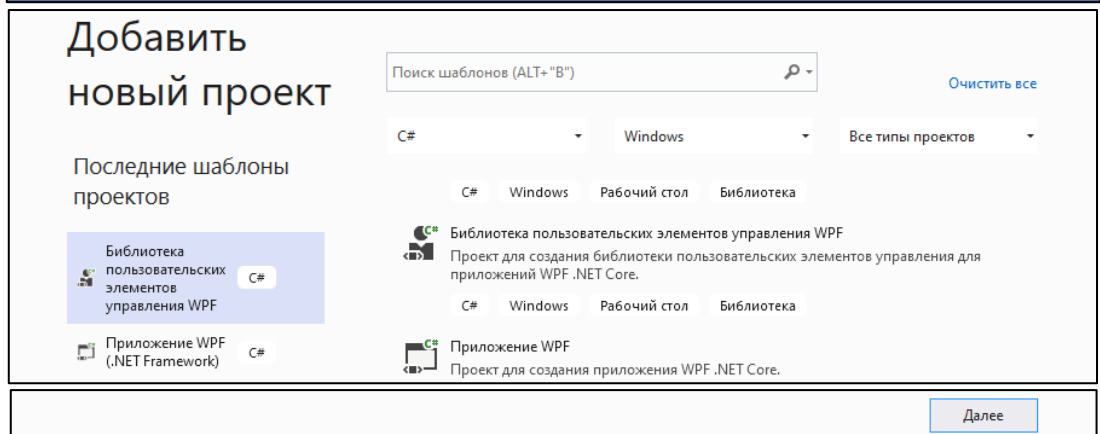 Добавить
новый проект
Последние шаблоны
проектов
Библиотека
пользовательских
элементов
управления WPF
C#
Приложение WPF
(.NET Framework)
C#
Поиск шаблонов (ALT+"В")
Очистить все
C#
Windows
Все типы проектов
C# Windows Рабочий стол Библиотека
Библиотека пользовательских элементов управления WPF
Проект для создания библиотеки пользовательских элементов управления для
приложений WPF .NET Core.
C# Windows Рабочий стол Библиотека
Приложение WPF
Проект для создания приложения WPF .NET Core.
Далее